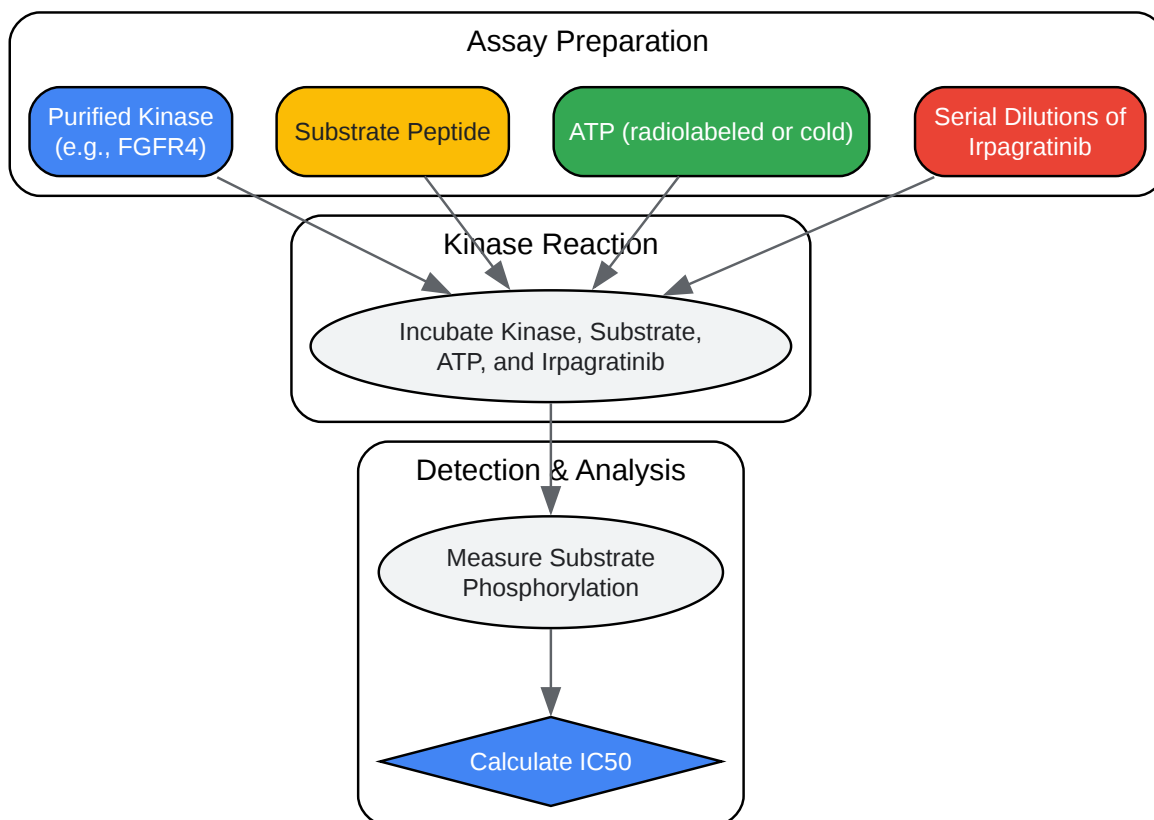 Assay Preparation
Purified Kinase
(e.g., FGFR4)
Substrate Peptide
ATP (radiolabeled or cold)
Serial Dilutions of
Irpagratinib
Kinase Reaction
Incubate Kinase, Substrate,
ATP, and Irpagratinib
Detection & Analysis
Measure Substrate
Phosphorylation
Calculate IC50